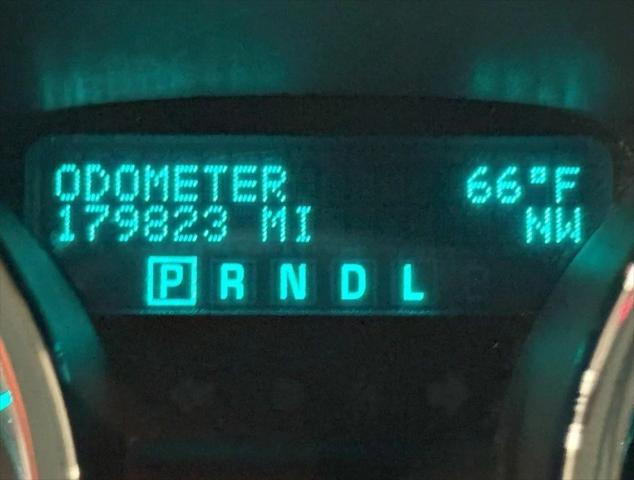 ODOMETER 66°F
179823 MI NW
P R N D L